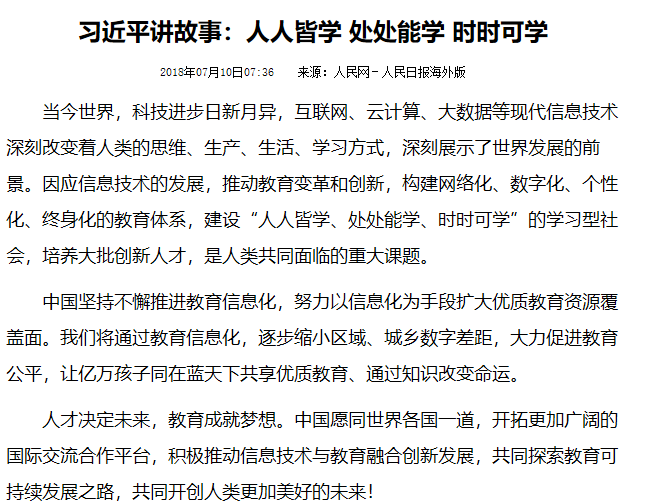 习近平讲故事：人人皆学 处处能学 时时可学
2018年07月10日07:36 来源：人民网－人民日报海外版
当今世界，科技进步日新月异，互联网、云计算、大数据等现代信息技术
深刻改变着人类的思维、生产、生活、学习方式，深刻展示了世界发展的前
景。因应信息技术的发展，推动教育变革和创新，构建网络化、数字化、个性
化、终身化的教育体系，建设“人人皆学、处处能学、时时可学”的学习型社
会，培养大批创新人才，是人类共同面临的重大课题。
中国坚持不懈推进教育信息化，努力以信息化为手段扩大优质教育资源覆
盖面。我们将通过教育信息化，逐步缩小区域、城乡数字差距，大力促进教育
公平，让亿万孩子同在蓝天下共享优质教育、通过知识改变命运。
人才决定未来，教育成就梦想。中国愿同世界各国一道，开拓更加广阔的
国际交流合作平台，积极推动信息技术与教育融合创新发展，共同探索教育可
持续发展之路，共同开创人类更加美好的未来！